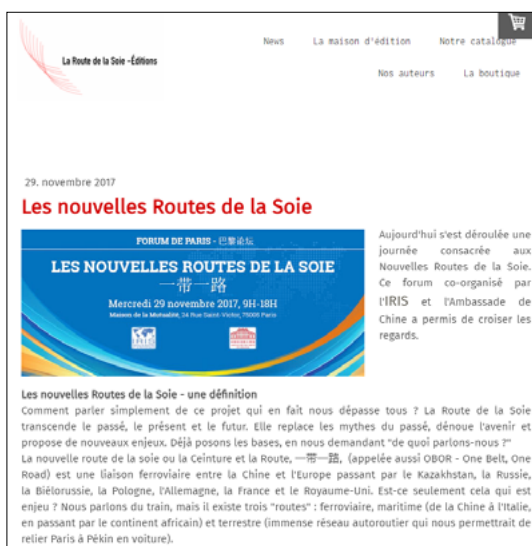 News La maison d'édition Notre catalogue
La Route de la Soie -Éditions
Nos auteurs La boutique
29. novembre 2017
Les nouvelles Routes de la Soie
FORUM DE PARIS - 巴黎论坛
LES NOUVELLES ROUTES DE LA SOIE
一带一路
Mercredi 29 novembre 2017, 9H-18H
Maison de la Mutualité, 24 Rue Saint-Victor, 75005 Paris
IRIS
Aujourd'hui s'est déroulée une
journée consacrée aux
Nouvelles Routes de la Soie.
Ce forum co-organisé par
l'IRIS et l'Ambassade de
Chine a permis de croiser les
regards.
Les nouvelles Routes de la Soie - une définition
Comment parler simplement de ce projet qui en fait nous dépasse tous ? La Route de la Soie
transcende le passé, le présent et le futur. Elle replace les mythes du passé, dénoue l'avenir et
propose de nouveaux enjeux. Déjà posons les bases, en nous demandant "de quoi parlons-nous ?"
La nouvelle route de la soie ou la Ceinture et la Route, 一带一路, (appelée aussi OBOR - One Belt, One
Road) est une liaison ferroviaire entre la Chine et l'Europe passant par le Kazakhstan, la Russie,
la Biélorussie, la Pologne, l'Allemagne, la France et le Royaume-Uni. Est-ce seulement cela qui est
enjeu ? Nous parlons du train, mais il existe trois "routes" : ferroviaire, maritime (de la Chine à l'Italie,
en passant par le continent africain) et terrestre (immense réseau autoroutier qui nous permettrait de
relier Paris à Pékin en voiture).